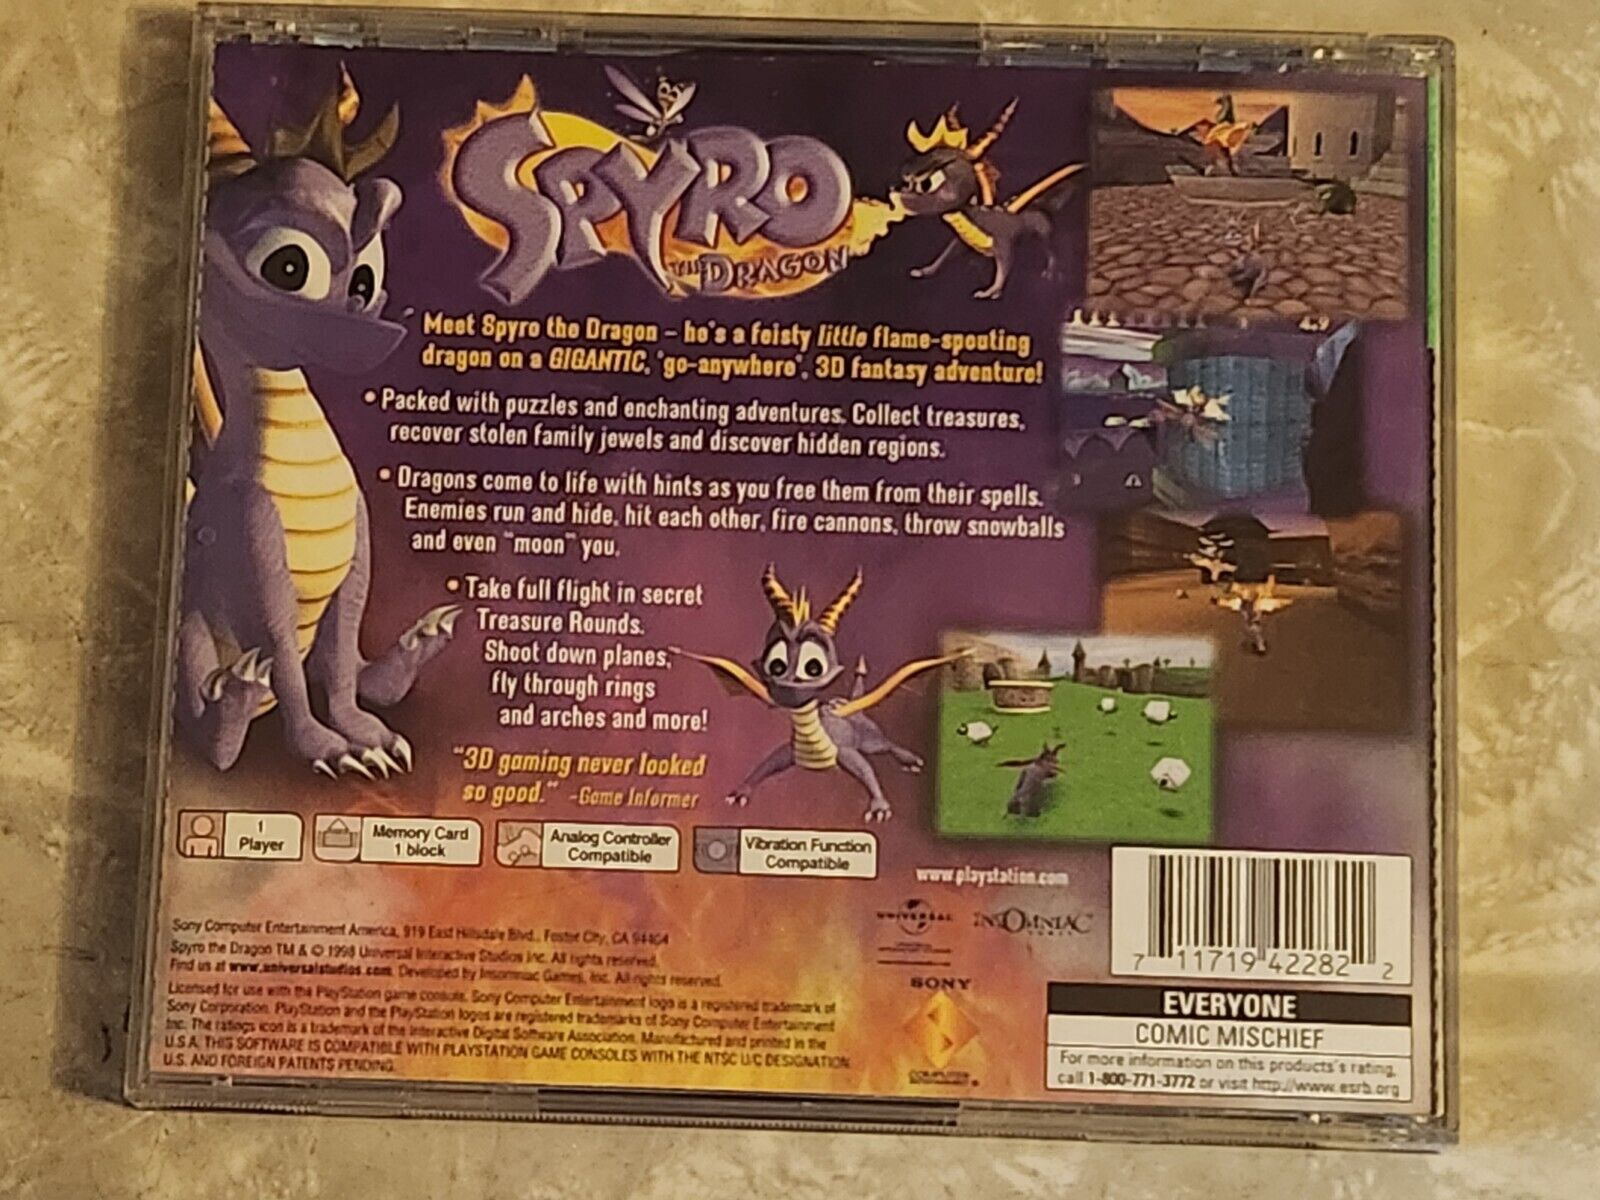 SPYRO
THE DRAGON
Meet Spyro the Dragon – he's a feisty little flame-spouting
dragon on a GIGANTIC, "go-anywhere", 3D fantasy adventure!
• Packed with puzzles and enchanting adventures. Collect treasures,
recover stolen family jewels and discover hidden regions.
• Dragons come to life with hints as you free them from their spells.
Enemies run and hide, hit each other, fire cannons, throw snowballs
and even "moon" you.
• Take full flight in secret
Treasure Rounds.
Shoot down planes,
fly through rings
and arches and more!
"3D gaming never looked
so good." -Game Informer
1
Player
Memory Card
1 block
Analog Controller
Compatible
Vibration Function
Compatible
www.playstation.com
UNIVERSAL
INSOMNIAC
GAMES
SONY
COMPUTER
Sony Computer Entertainment America, 919 East Hillsdale Blvd., Foster City, CA 94404
Spyro the Dragon TM & © 1998 Universal Interactive Studios Inc. All rights reserved.
Find us at www.universalstudios.com. Developed by Insomniac Games, Inc. All rights reserved.
Licensed for use with the PlayStation game console. Sony Computer Entertainment logo is a registered trademark of
Sony Corporation. PlayStation and the PlayStation logos are registered trademarks of Sony Computer Entertainment
Inc. The ratings icon is a trademark of the Interactive Digital Software Association. Manufactured and printed in the
U.S.A. THIS SOFTWARE IS COMPATIBLE WITH PLAYSTATION GAME CONSOLES WITH THE NTSC U/C DESIGNATION.
U.S. AND FOREIGN PATENTS PENDING.
7 11719 42282 2
EVERYONE
COMIC MISCHIEF
For more information on this products's rating,
call 1-800-771-3772 or visit http://www.esrb.org